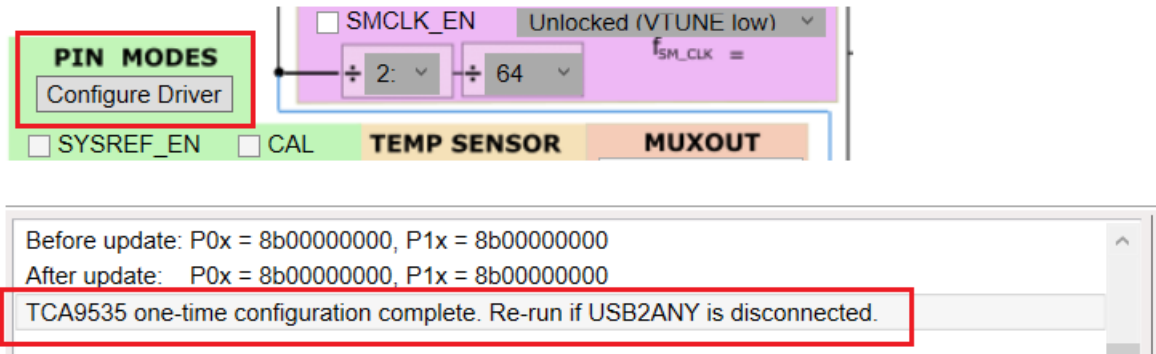 SMCLK_EN Unlocked (VTUNE low)
fSM_CLK =
PIN MODES
Configure Driver
÷ 2: ÷ 64
SYSREF_EN CAL TEMP SENSOR MUXOUT
Before update: P0x = 8b00000000, P1x = 8b00000000
After update: P0x = 8b00000000, P1x = 8b00000000
TCA9535 one-time configuration complete. Re-run if USB2ANY is disconnected.